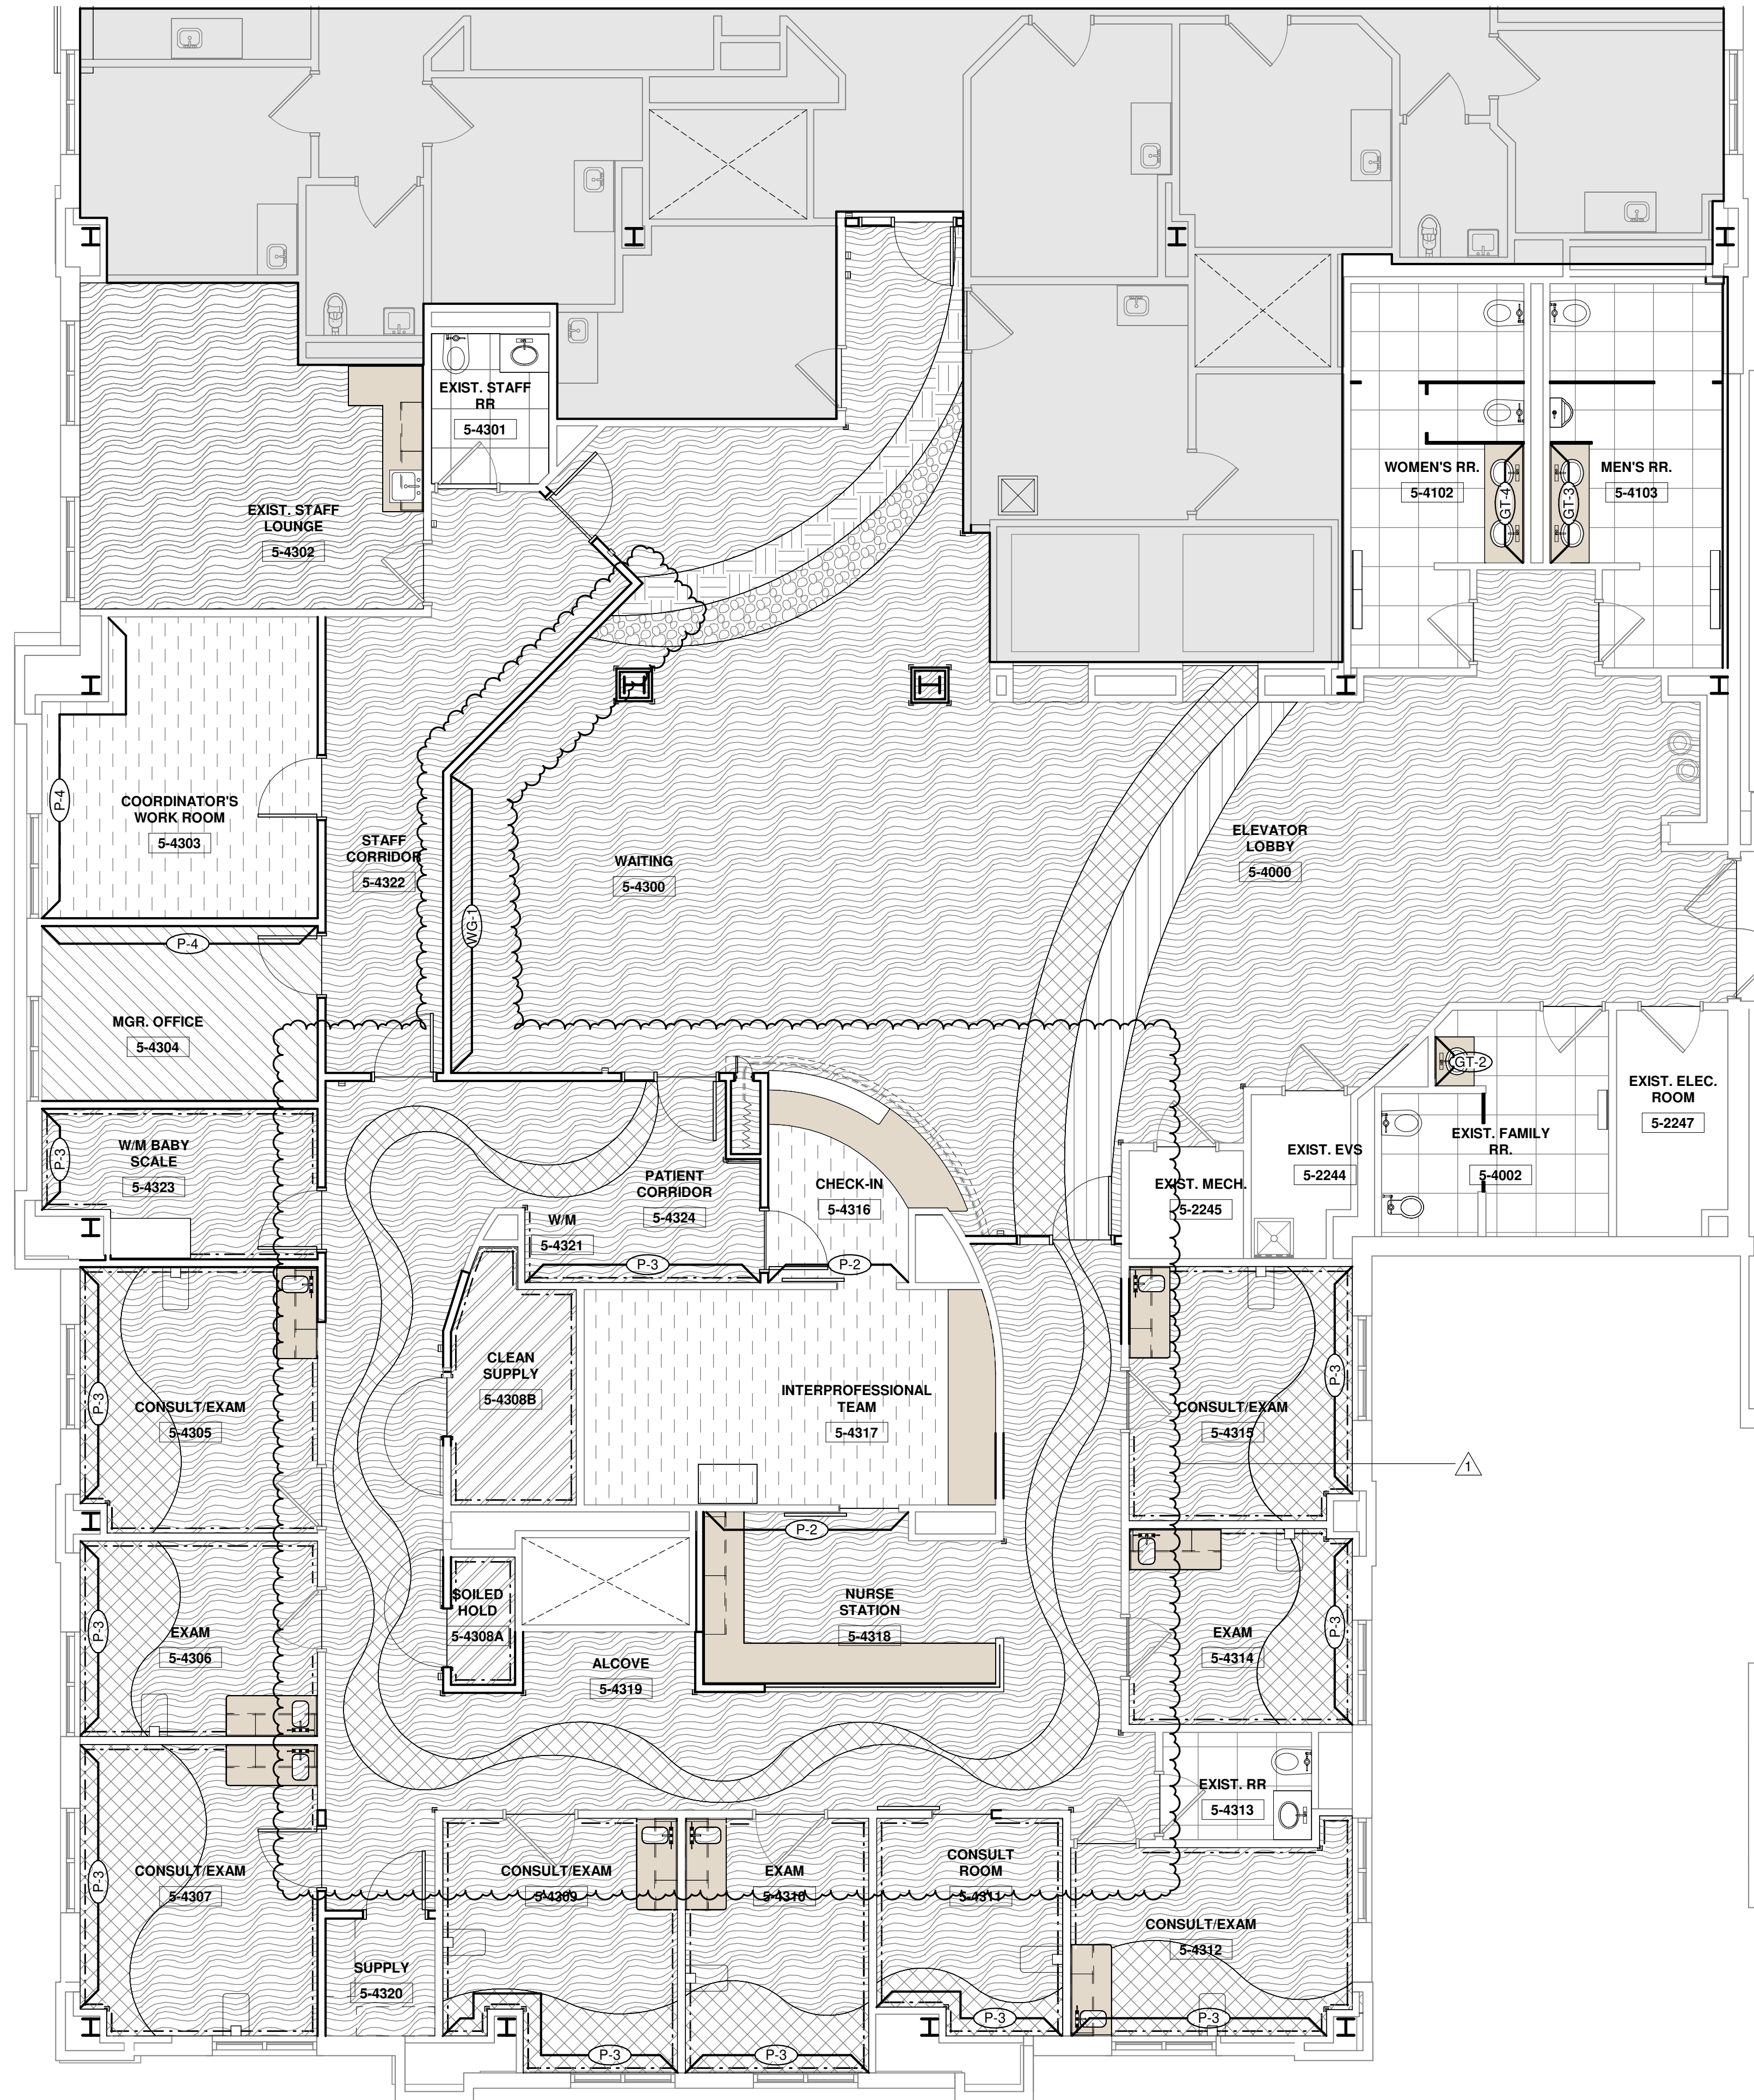 EXIST. STAFF
RR
5-4301
WOMEN'S RR.
5-4102
GT-4
GT-3
MEN'S RR.
5-4103
EXIST. STAFF
LOUNGE
5-4302
P-4
COORDINATOR'S
WORK ROOM
5-4303
STAFF
CORRIDOR
5-4322
WAITING
5-4300
ELEVATOR
LOBBY
5-4000
WG-1
P-4
MGR. OFFICE
5-4304
GT-2
EXIST. ELEC.
ROOM
5-2247
EXIST. FAMILY
RR.
5-4002
EXIST. EVS
5-2244
EXIST. MECH.
5-2245
P-3
W/M BABY
SCALE
5-4323
PATIENT
CORRIDOR
5-4324
CHECK-IN
5-4316
W/M
5-4321
P-3
P-2
CLEAN
SUPPLY
5-4308B
INTERPROFESSIONAL
TEAM
5-4317
P-3
CONSULT/EXAM
5-4305
CONSULT/EXAM
5-4315
P-3
1
P-2
SOILED
HOLD
5-4308A
NURSE
STATION
5-4318
P-3
EXAM
5-4306
EXAM
5-4314
P-3
ALCOVE
5-4319
EXIST. RR
5-4313
P-3
CONSULT/EXAM
5-4307
CONSULT/EXAM
5-4309
EXAM
5-4310
CONSULT
ROOM
5-4311
CONSULT/EXAM
5-4312
SUPPLY
5-4320
P-3
P-3
P-3
P-3